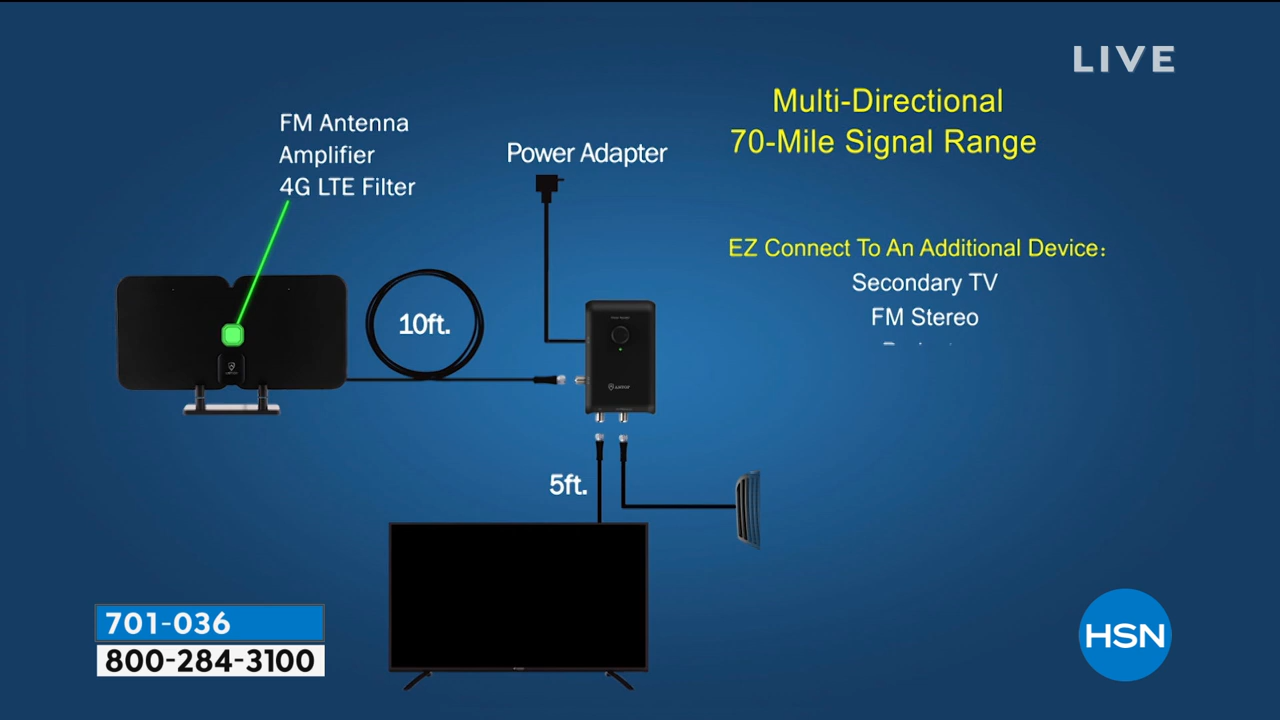 LIVE
Multi-Directional
70-Mile Signal Range
FM Antenna
Amplifier
4G LTE Filter
Power Adapter
EZ Connect To An Additional Device:
Secondary TV
FM Stereo
10ft.
5ft.
701-036
800-284-3100
HSN